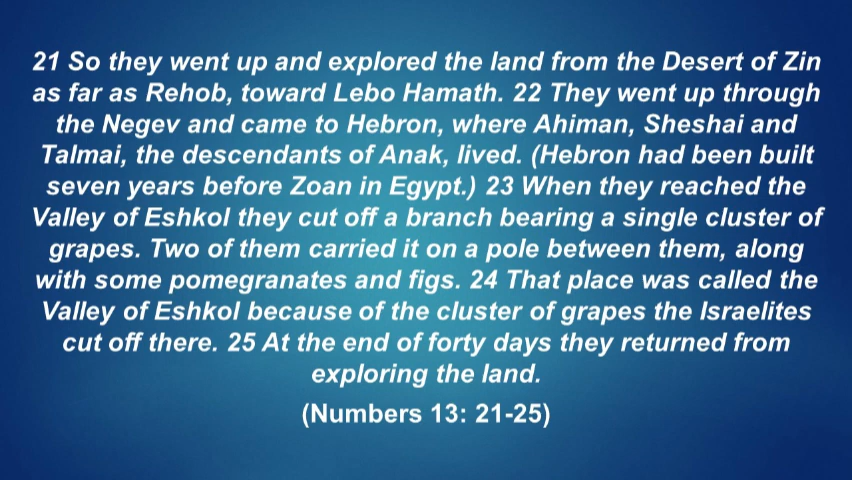 21 So they went up and explored the land from the Desert of Zin
as far as Rehob, toward Lebo Hamath. 22 They went up through
the Negev and came to Hebron, where Ahiman, Sheshai and
Talmai, the descendants of Anak, lived. (Hebron had been built
seven years before Zoan in Egypt.) 23 When they reached the
Valley of Eshkol they cut off a branch bearing a single cluster of
grapes. Two of them carried it on a pole between them, along
with some pomegranates and figs. 24 That place was called the
Valley of Eshkol because of the cluster of grapes the Israelites
cut off there. 25 At the end of forty days they returned from
exploring the land.
(Numbers 13: 21-25)